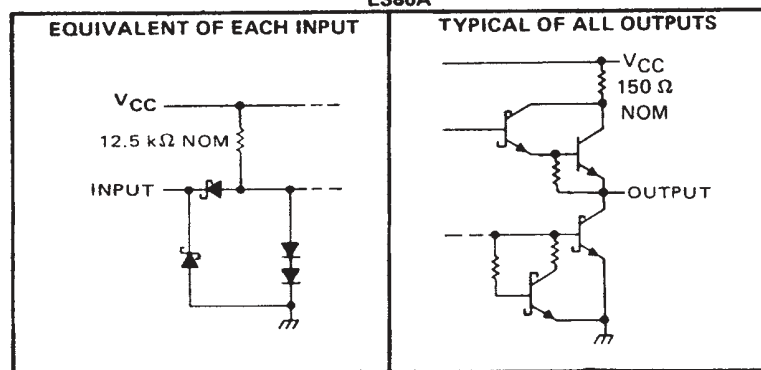 EQUIVALENT OF EACH INPUT
VCC
12.5 kΩ NOM
INPUT
TYPICAL OF ALL OUTPUTS
VCC
150 Ω
NOM
OUTPUT